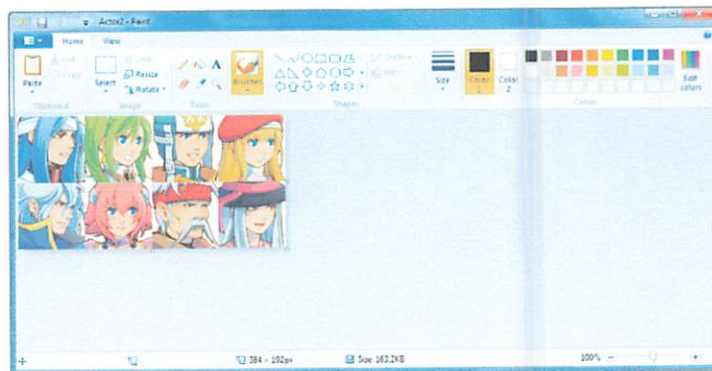 Actor2 - Paint
Home View
Paste
Cut
Copy
Clipboard
Select
Crop
Resize
Rotate
Image
Tools
Brushes
Shapes
Outline
Fill
Size
Color 1
Color 2
Edit colors
Colors
384 × 192px
Size: 163,2KB
100%